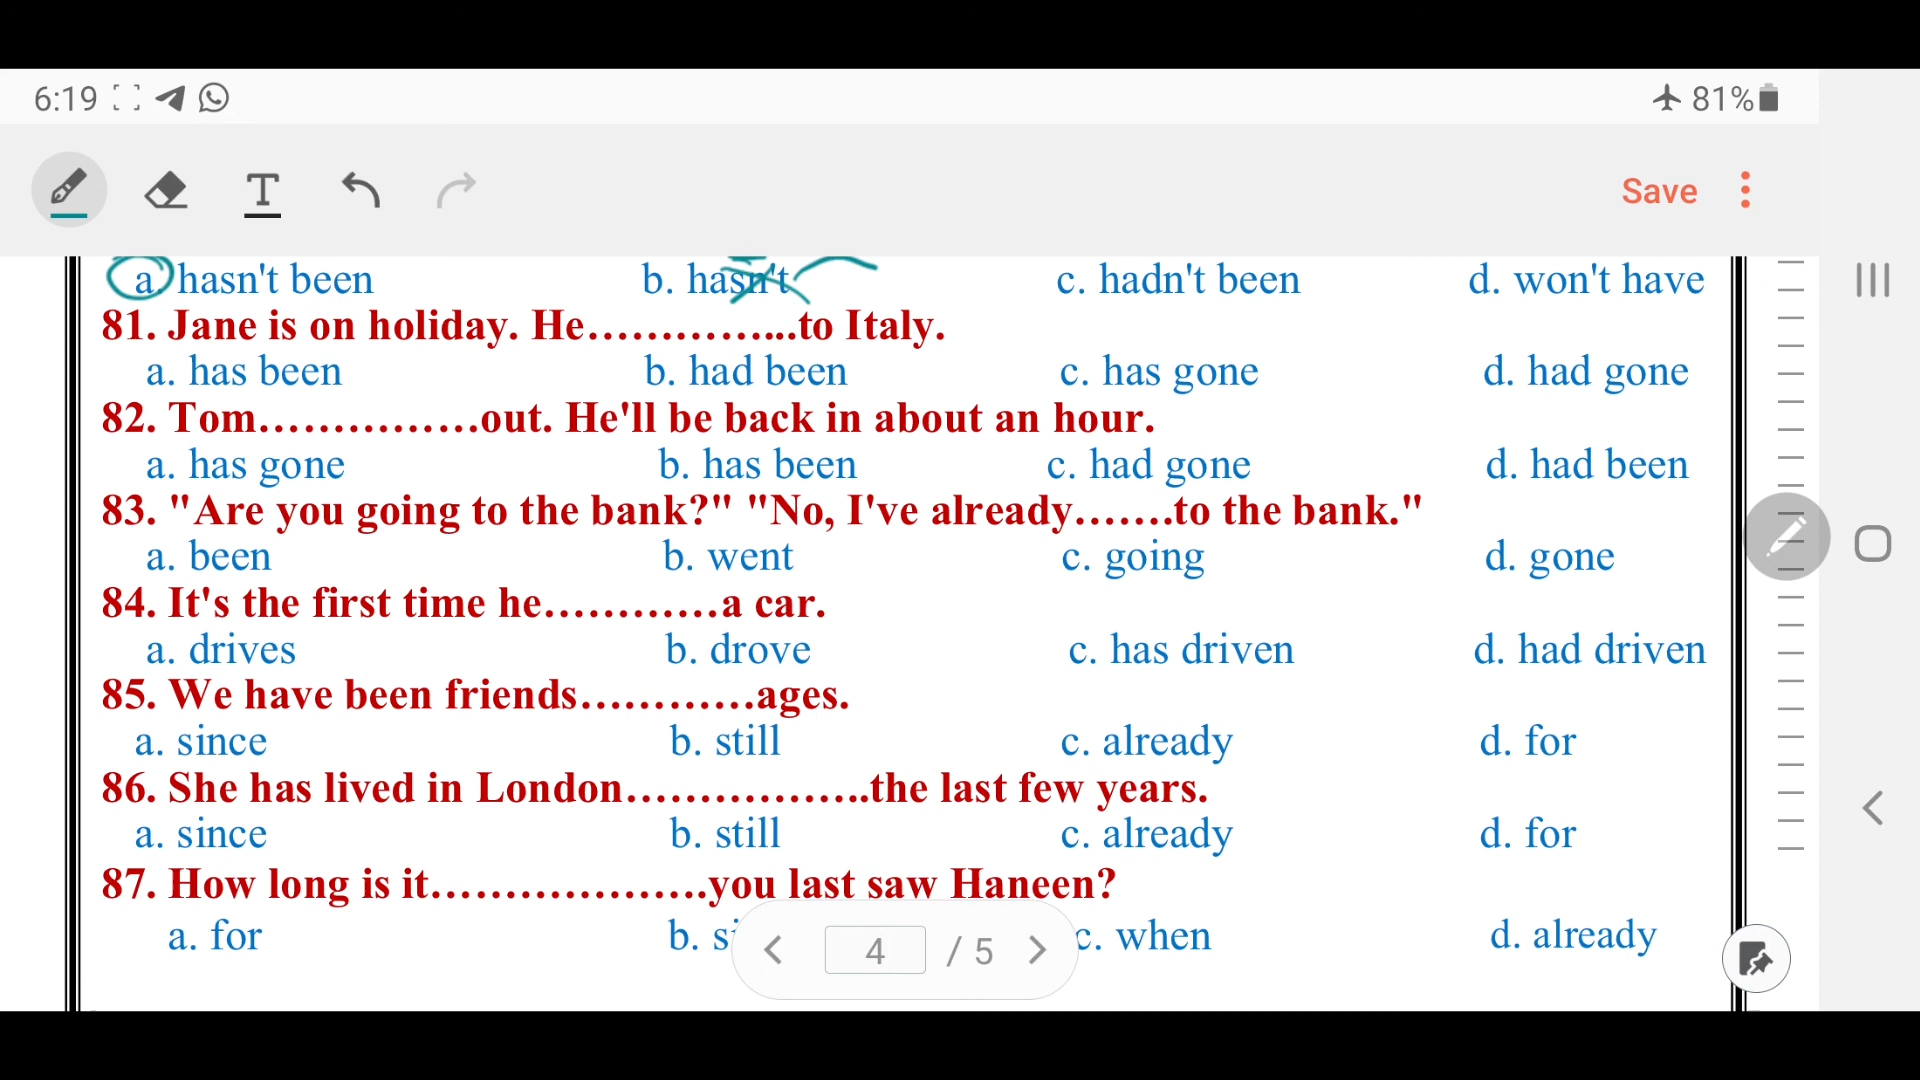 6:19
81%
T
Save
a. hasn't been b. hasn't c. hadn't been d. won't have
81. Jane is on holiday. He…………...to Italy.
a. has been b. had been c. has gone d. had gone
82. Tom……………out. He'll be back in about an hour.
a. has gone b. has been c. had gone d. had been
83. "Are you going to the bank?" "No, I've already…….to the bank."
a. been b. went c. going d. gone
84. It's the first time he…………a car.
a. drives b. drove c. has driven d. had driven
85. We have been friends…………ages.
a. since b. still c. already d. for
86. She has lived in London……………..the last few years.
a. since b. still c. already d. for
87. How long is it……………….you last saw Haneen?
a. for b. c. when d. already
4 / 5